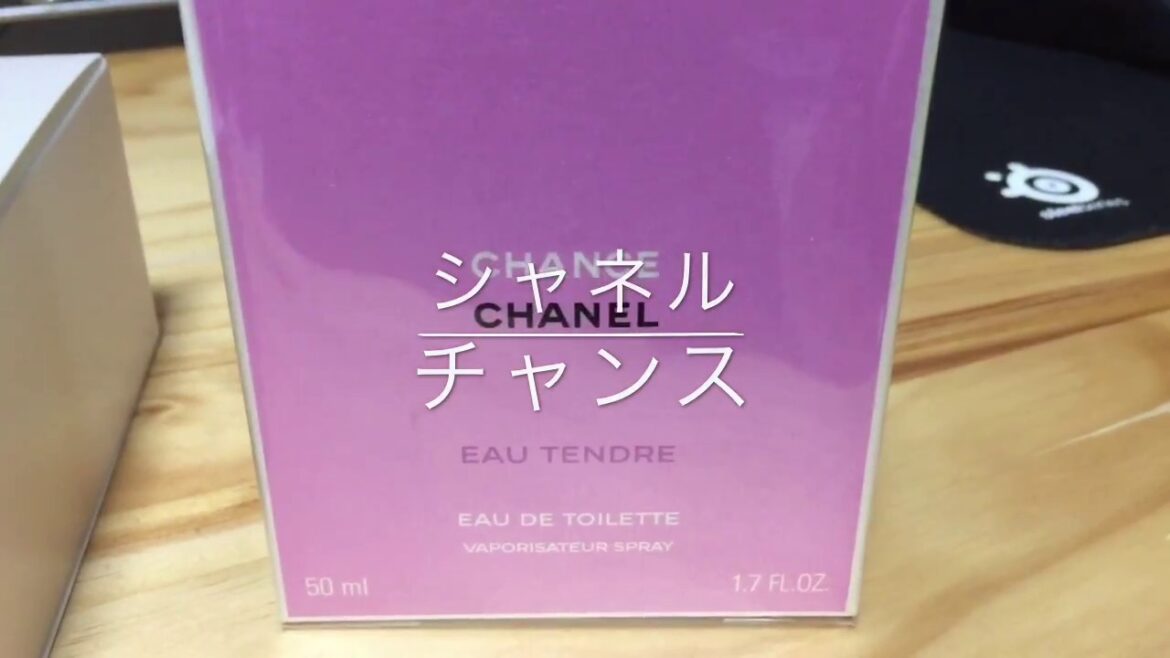 CHANCE
シャネル
CHANEL
チャンス
EAU TENDRE
EAU DE TOILETTE
VAPORISATEUR SPRAY
50 ml
1.7 FL.OZ.